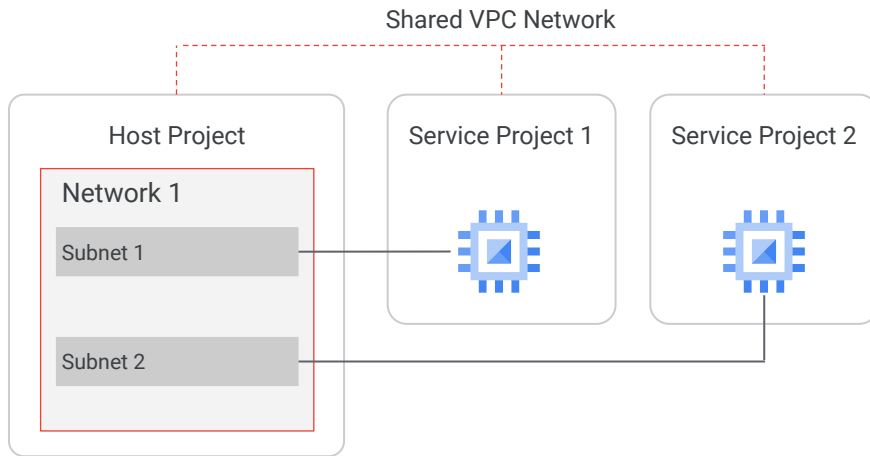 Shared VPC Network
Host Project
Service Project 1
Service Project 2
Network 1
Subnet 1
Subnet 2